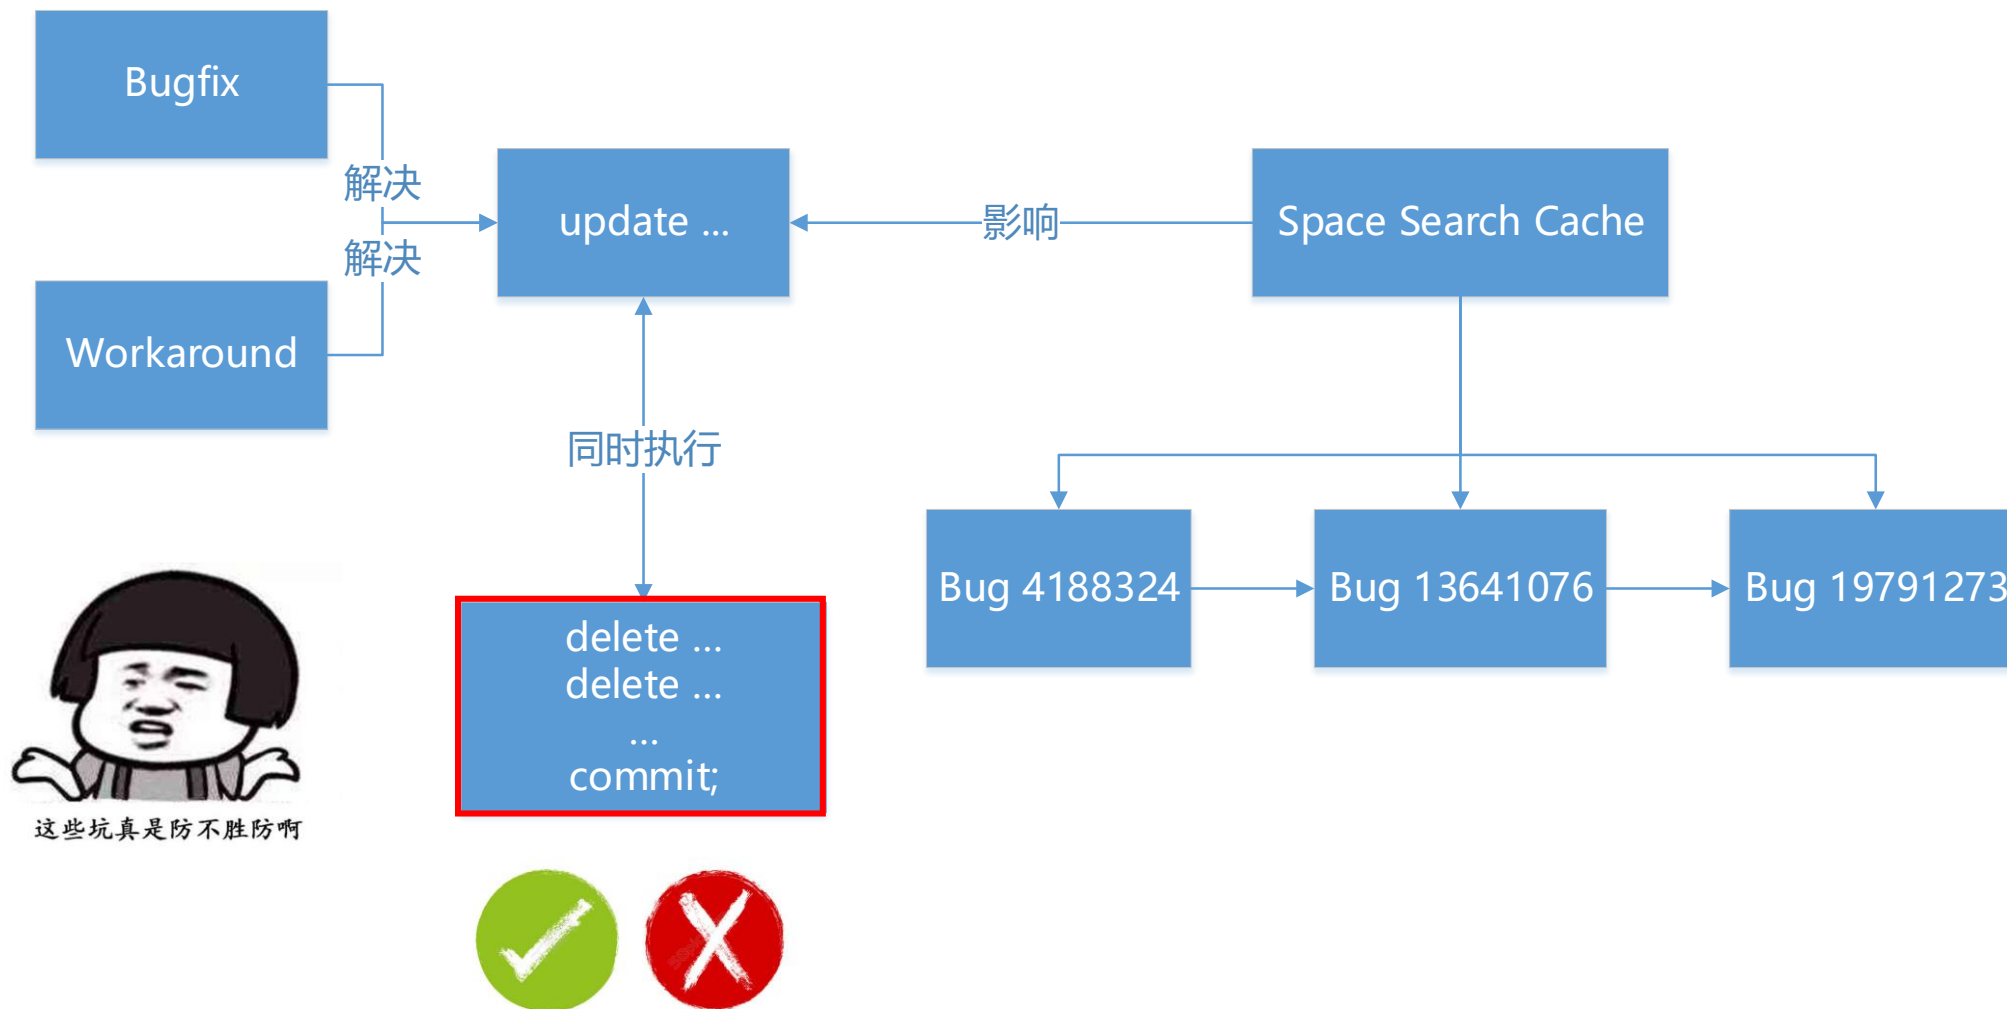 Bugfix
解决
解决
Workaround
update ...
影响
Space Search Cache
同时执行
Bug 4188324
Bug 13641076
Bug 19791273
delete ...
delete ...
...
commit;
这些坑真是防不胜防啊